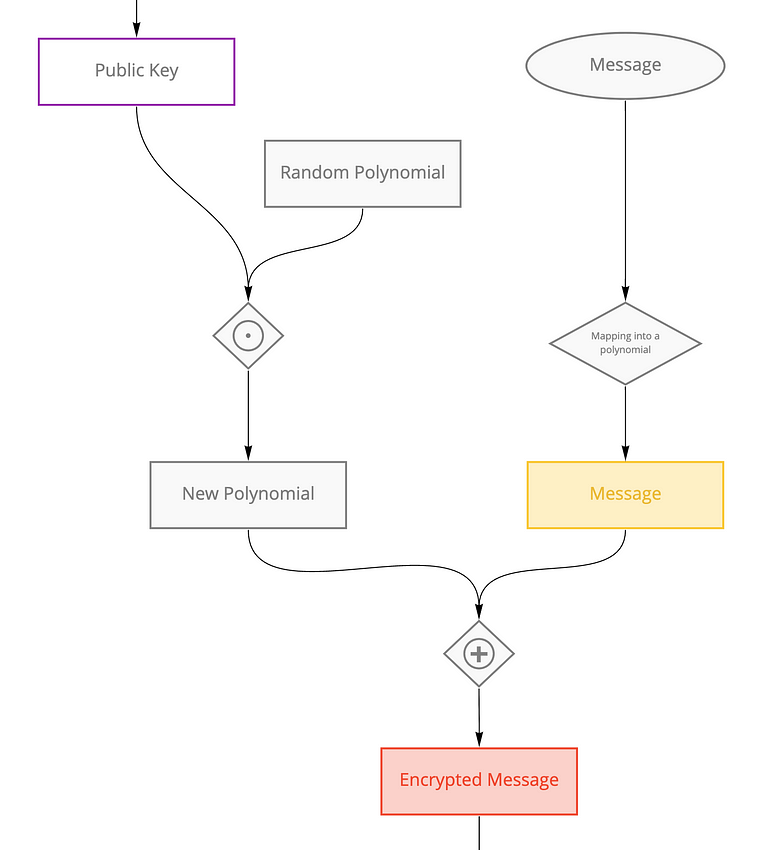 Public Key
Message
Random Polynomial
Mapping into a
polynomial
New Polynomial
Message
Encrypted Message